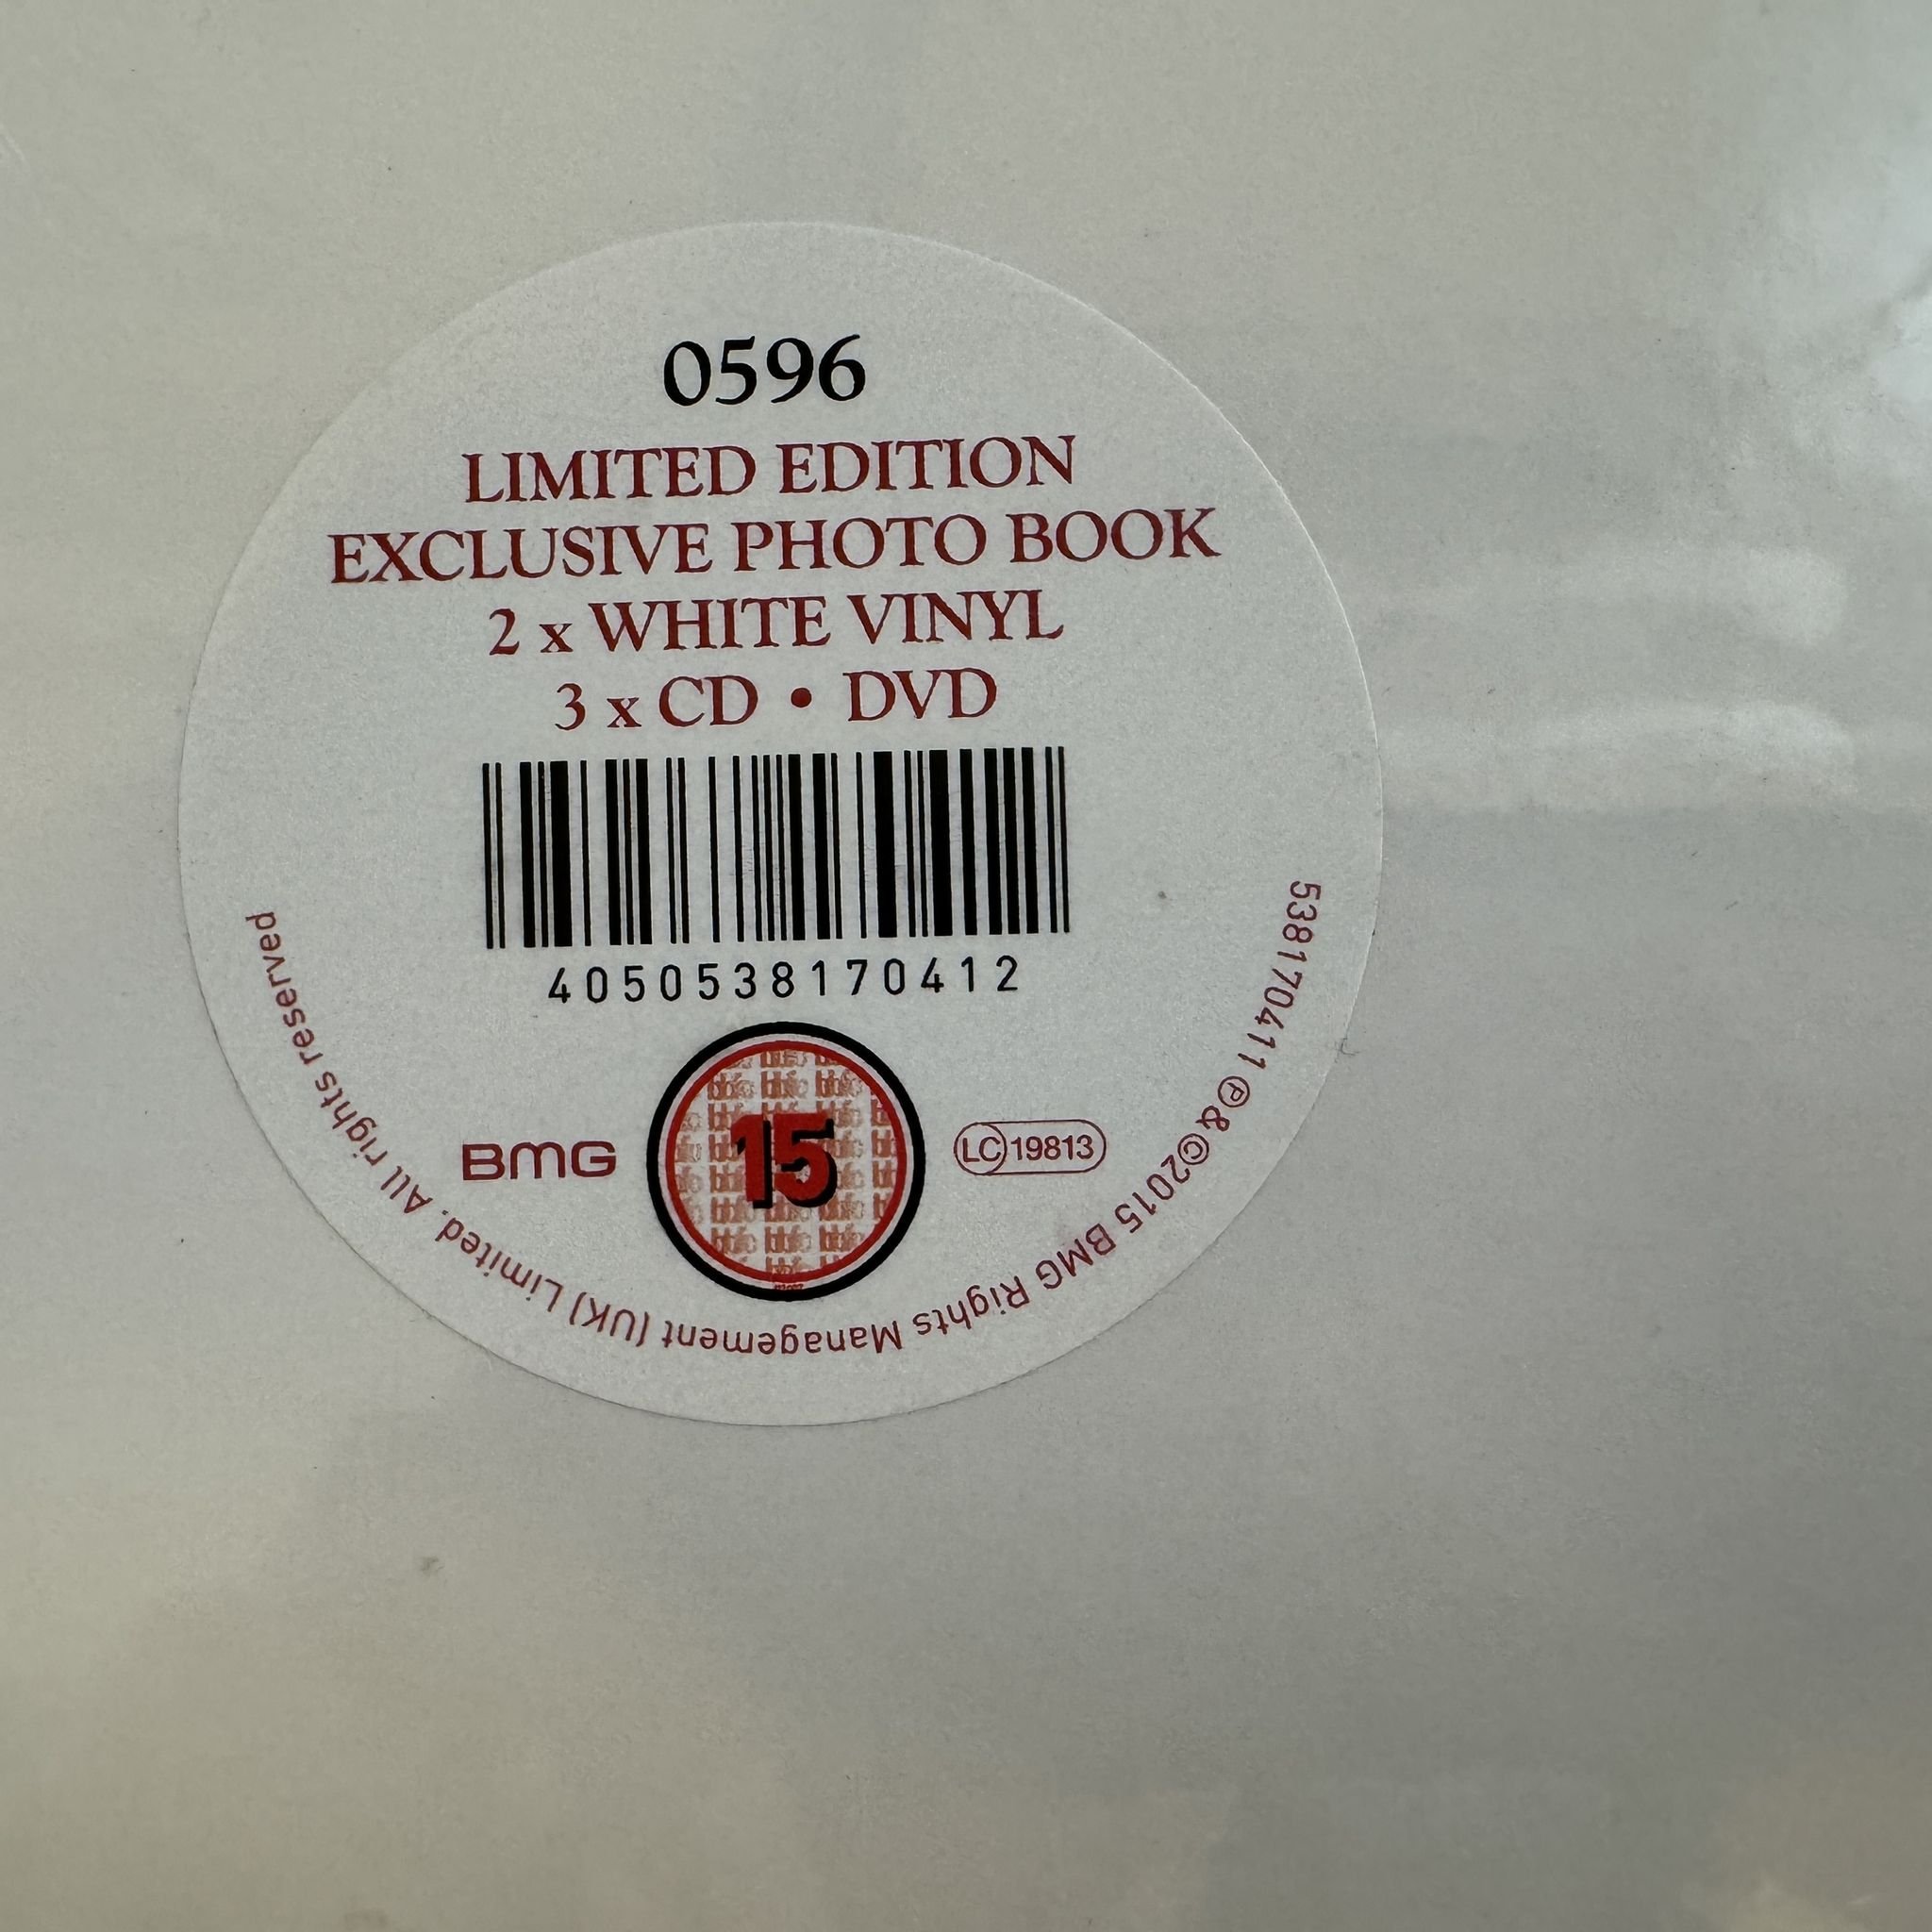 0596
LIMITED EDITION
EXCLUSIVE PHOTO BOOK
2 x WHITE VINYL
3 x CD • DVD
4050538170412
BMG
15
LC 19813
538170411 ℗&©2015 BMG Rights Management (UK) Limited. All rights reserved